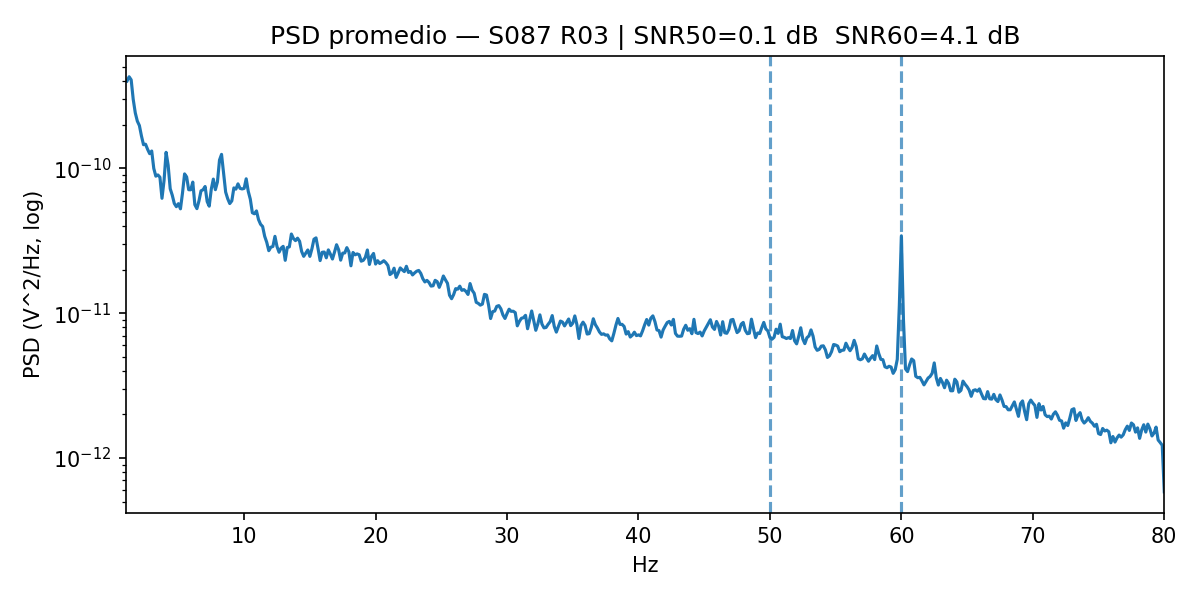 PSD promedio — S087 R03 | SNR50=0.1 dB  SNR60=4.1 dB
PSD (V^2/Hz, log)
10⁻¹⁰
10⁻¹¹
10⁻¹²
10 20 30 40 50 60 70 80
Hz